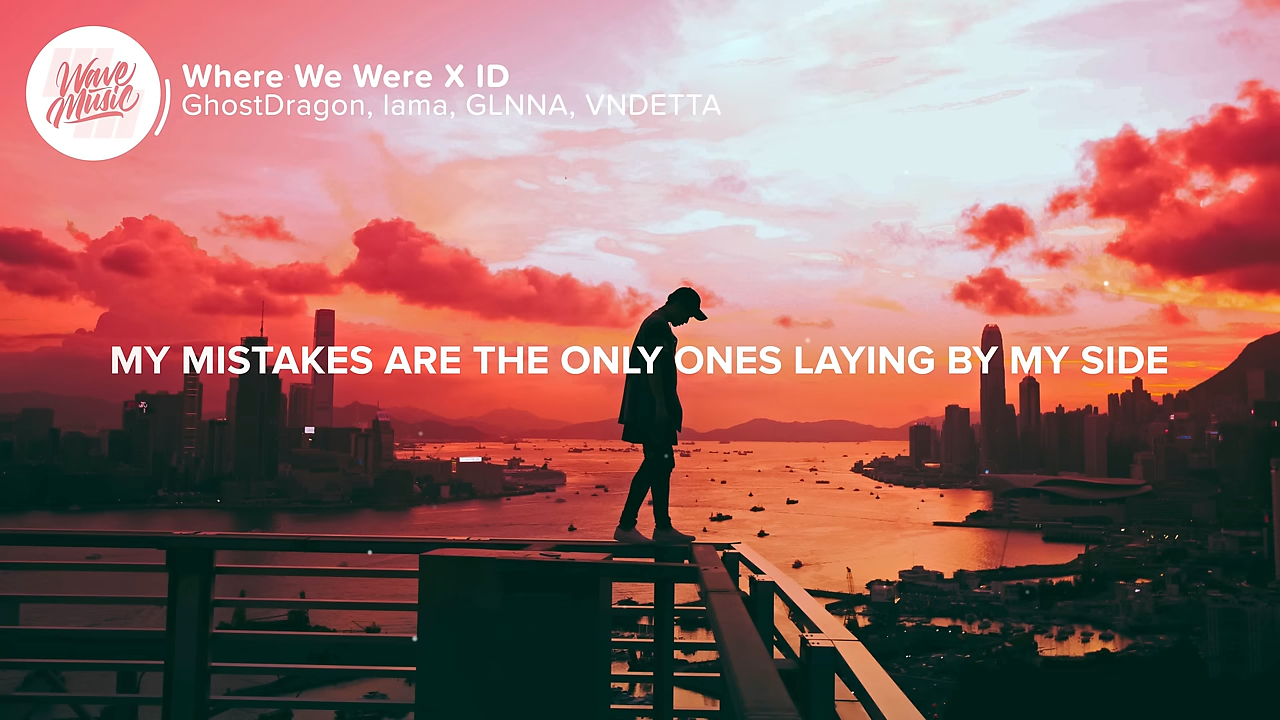 Wave
Music
Where We Were X ID
GhostDragon, lama, GLNNA, VNDETTA
MY MISTAKES ARE THE ONLY ONES LAYING BY MY SIDE